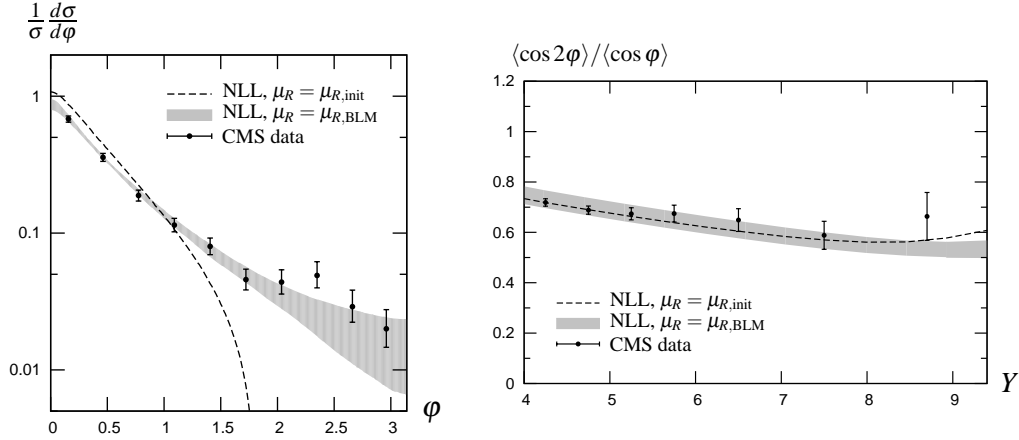 1/σ dσ/dφ
NLL, μ_R = μ_R,init
NLL, μ_R = μ_R,BLM
CMS data
1
0.1
0.01
0 0.5 1 1.5 2 2.5 3
φ
⟨cos 2φ⟩/⟨cos φ⟩
1.2
1
0.8
0.6
0.4
0.2
0
NLL, μ_R = μ_R,init
NLL, μ_R = μ_R,BLM
CMS data
4 5 6 7 8 9
Y